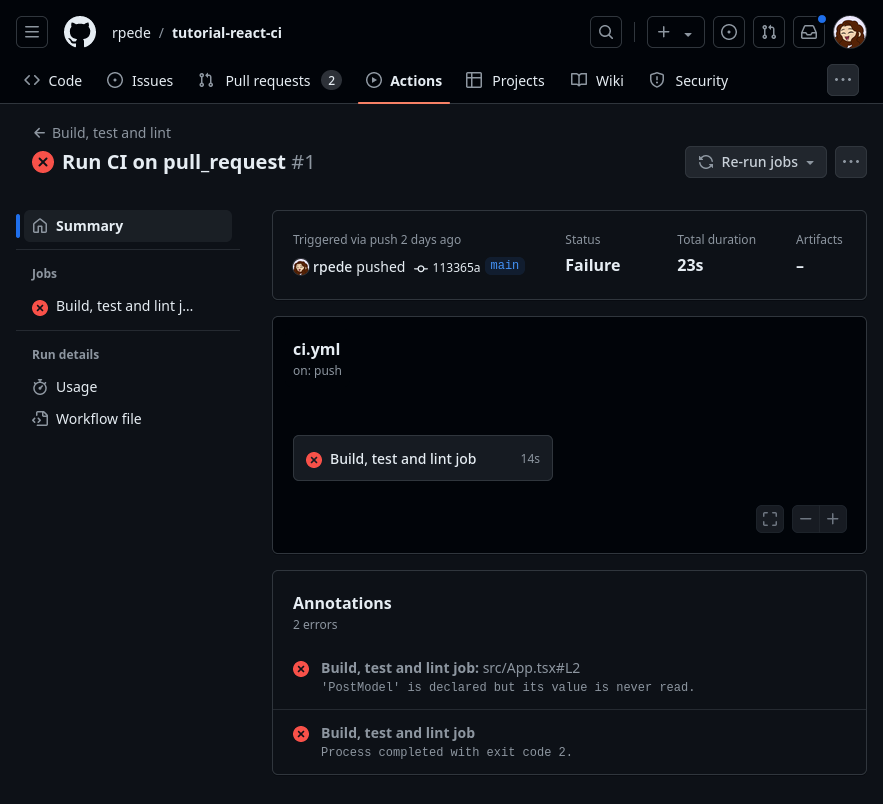 rpede / tutorial-react-ci
Code Issues Pull requests 2 Actions Projects Wiki Security
Build, test and lint
Run CI on pull_request #1
Re-run jobs
Summary
Jobs
Build, test and lint j...
Run details
Usage
Workflow file
Triggered via push 2 days ago
rpede pushed 113365a main
Status
Failure
Total duration
23s
Artifacts
–
ci.yml
on: push
Build, test and lint job 14s
Annotations
2 errors
Build, test and lint job: src/App.tsx#L2
'PostModel' is declared but its value is never read.
Build, test and lint job
Process completed with exit code 2.